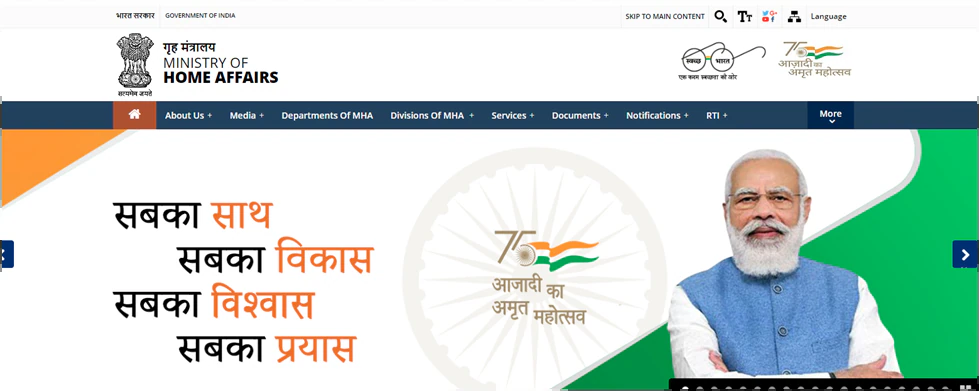 भारत सरकार GOVERNMENT OF INDIA SKIP TO MAIN CONTENT Language
गृह मंत्रालय
MINISTRY OF
HOME AFFAIRS
सत्यमेव जयते
स्वच्छ भारत
एक कदम स्वच्छता की ओर
75
आज़ादी का
अमृत महोत्सव
About Us + Media + Departments Of MHA Divisions Of MHA + Services + Documents + Notifications + RTI + More
सबका साथ
सबका विकास
सबका विश्वास
सबका प्रयास
75
आजादी का
अमृत महोत्सव